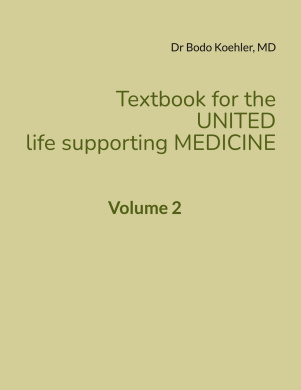 Dr Bodo Koehler, MD
Textbook for the
UNITED
life supporting MEDICINE
Volume 2